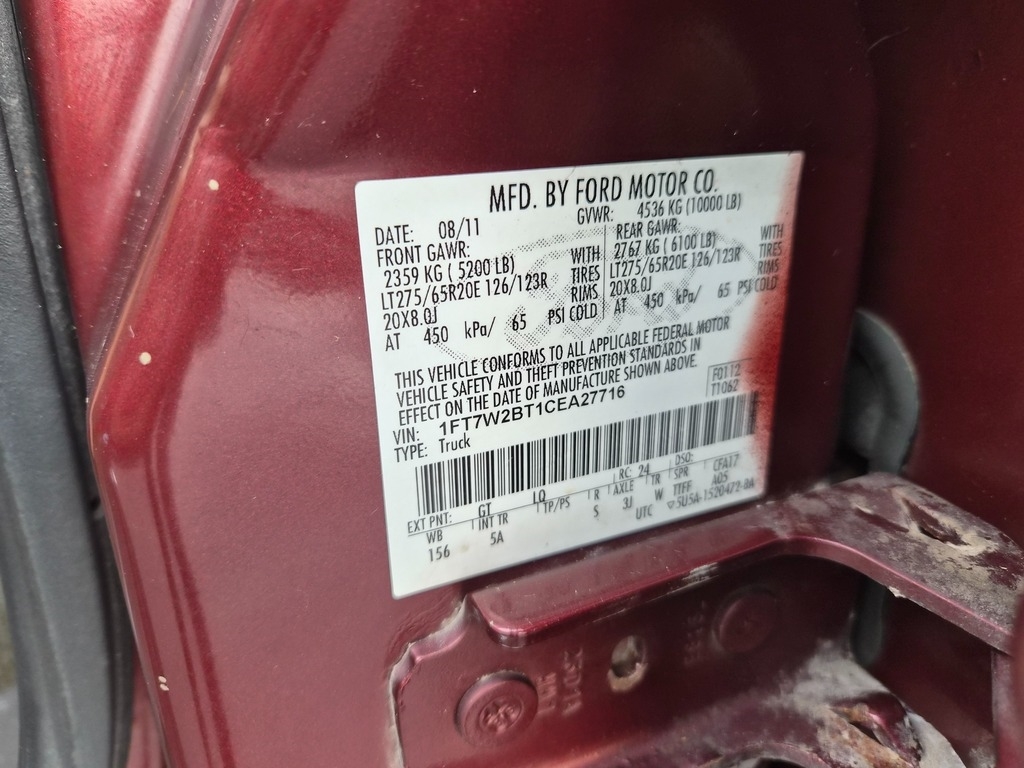 MFD. BY FORD MOTOR CO.
DATE: 08/11 GVWR: 4536 KG (10000 LB)
FRONT GAWR: REAR GAWR:
2359 KG ( 5200 LB) WITH 2767 KG ( 6100 LB) WITH
LT275/65R20E 126/123R TIRES LT275/65R20E 126/123R TIRES
20X8.0J RIMS 20X8.0J RIMS
AT 450 kPa/ 65 PSI COLD AT 450 kPa/ 65 PSI COLD
THIS VEHICLE CONFORMS TO ALL APPLICABLE FEDERAL MOTOR
VEHICLE SAFETY AND THEFT PREVENTION STANDARDS IN
EFFECT ON THE DATE OF MANUFACTURE SHOWN ABOVE.
F0112
T1062
VIN: 1FT7W2BT1CEA27716
TYPE: Truck
EXT PNT: GT LQ RC: 24 DSO:
WB INT TR TP/PS R AXLE TR SPR CFA17
156 5A S 3J W TTFF A05
UTC 5U5A-1520472-BA